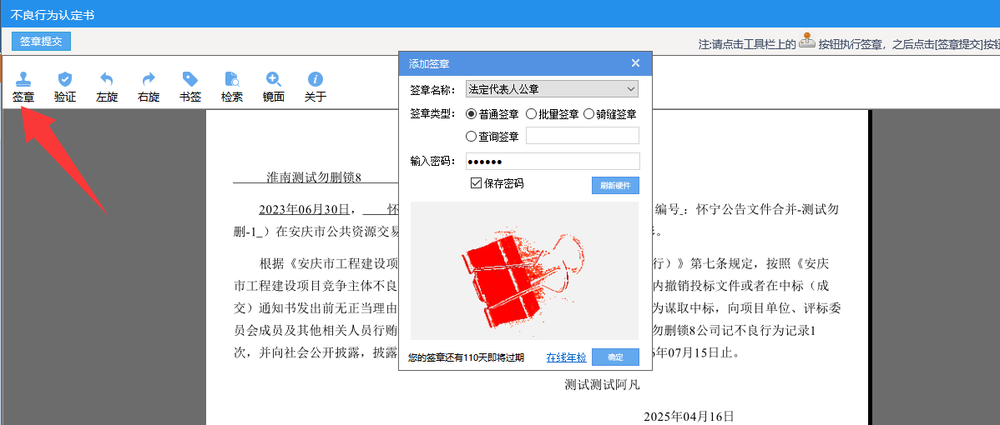 不良行为认定书
签章提交
注:请点击工具栏上的 按钮执行签章，之后点击[签章提交]按钮
签章 验证 左旋 右旋 书签 检索 镜面 关于
添加签章
签章名称： 法定代表人公章
签章类型： 普通签章 批量签章 骑缝签章
查询签章
输入密码： ●●●●●●
保存密码
刷新硬件
您的签章还有110天即将过期 在线年检 确定
淮南测试勿删锁8
2023年06月30日， 怀 编号 ：怀宁公告文件合并-测试勿
删-1 ）在安庆市公共资源交易
根据《安庆市工程建设项 行）》第七条规定，按照《安庆
市工程建设项目竞争主体不良 内撤销投标文件或者在中标（成
交）通知书发出前无正当理由 为谋取中标，向项目单位、评标委
员会成员及其他相关人员行贿 勿删锁8公司记不良行为记录1
次，并向社会公开披露，披露 年07月15日止。
测试测试阿凡
2025年04月16日